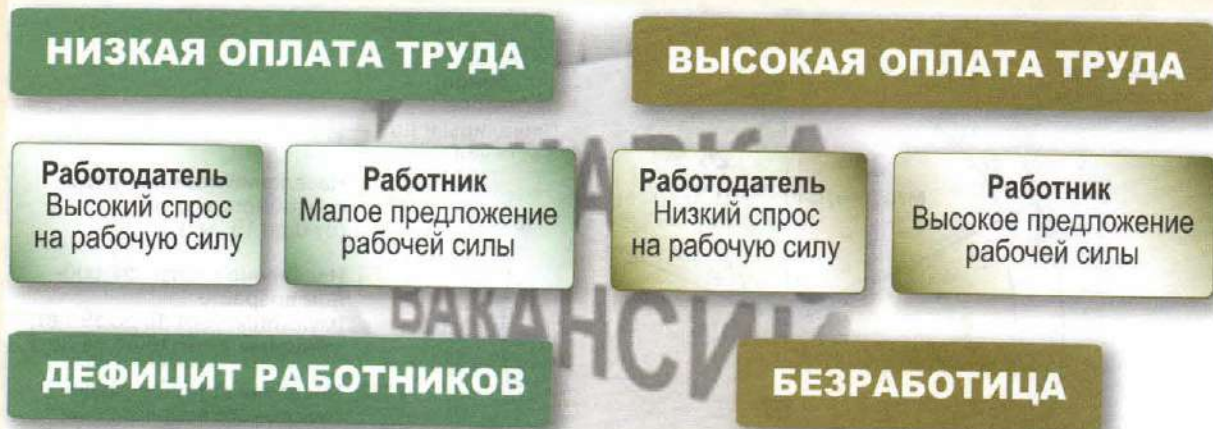 НИЗКАЯ ОПЛАТА ТРУДА
ВЫСОКАЯ ОПЛАТА ТРУДА
Работодатель
Высокий спрос
на рабочую силу
Работник
Малое предложение
рабочей силы
Работодатель
Низкий спрос
на рабочую силу
Работник
Высокое предложение
рабочей силы
ВАКАНСИЙ
ДЕФИЦИТ РАБОТНИКОВ
БЕЗРАБОТИЦА